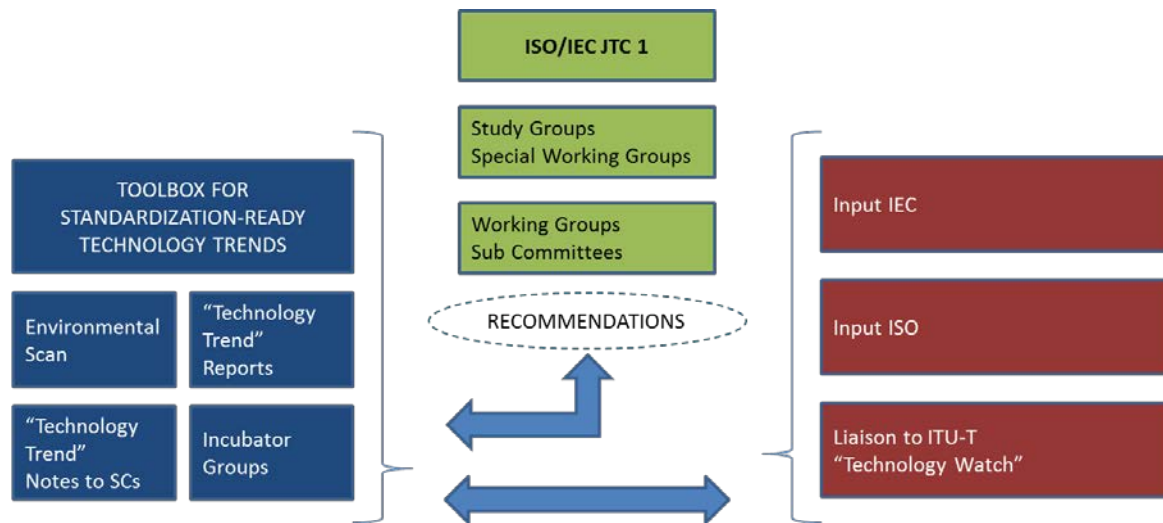 ISO/IEC JTC 1
Study Groups
Special Working Groups
Working Groups
Sub Committees
RECOMMENDATIONS
TOOLBOX FOR
STANDARDIZATION-READY
TECHNOLOGY TRENDS
Environmental
Scan
“Technology
Trend”
Reports
“Technology
Trend”
Notes to SCs
Incubator
Groups
Input IEC
Input ISO
Liaison to ITU-T
“Technology Watch”